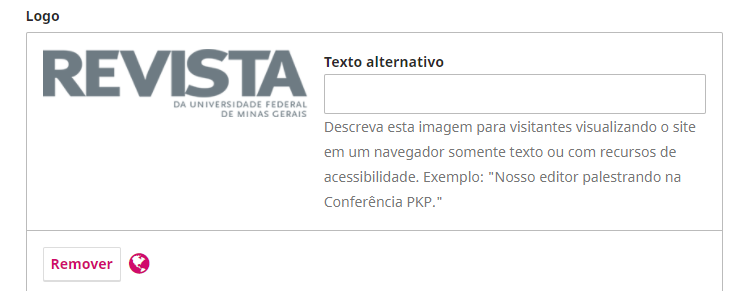 Logo
REVISTA
DA UNIVERSIDADE FEDERAL
DE MINAS GERAIS
Texto alternativo
Descreva esta imagem para visitantes visualizando o site
em um navegador somente texto ou com recursos de
acessibilidade. Exemplo: "Nosso editor palestrando na
Conferência PKP."
Remover